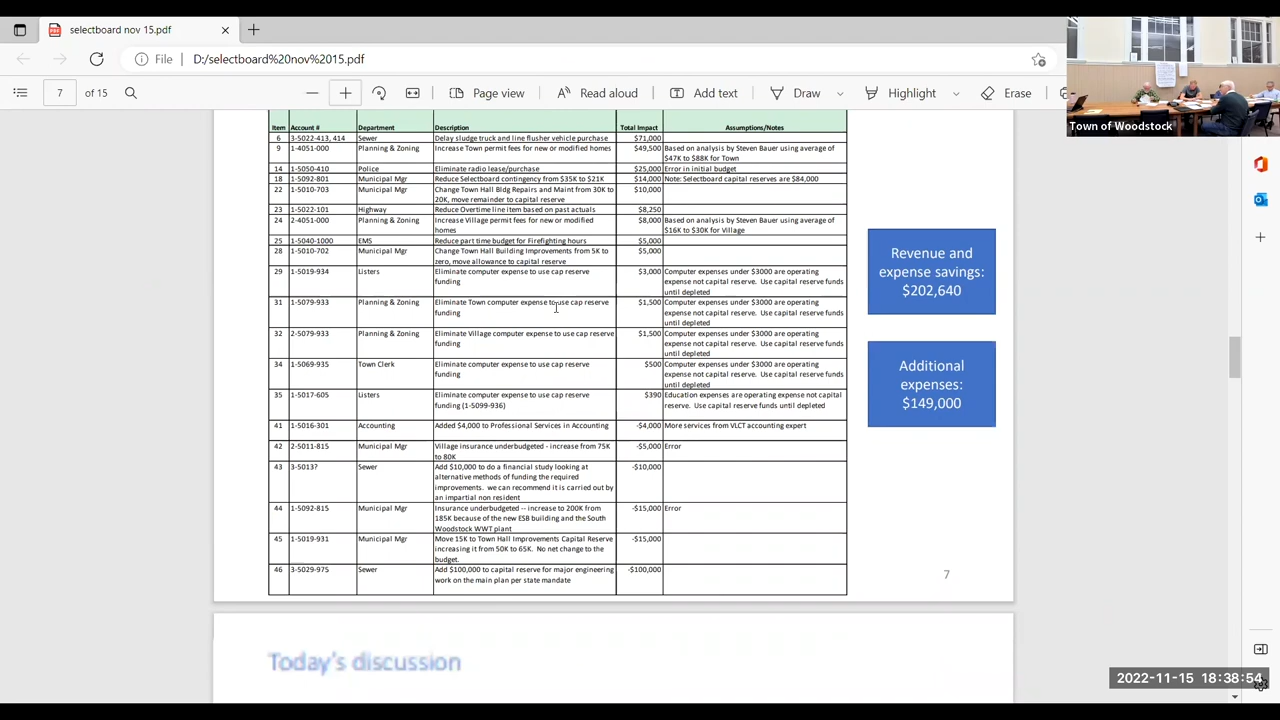 selectboard nov 15.pdf
File
D:/selectboard%20nov%2015.pdf
7
of 15
Page view
Read aloud
Add text
Draw
Highlight
Erase
Town of Woodstock
Item Account # Department Description Total Impact Assumptions/Notes
6 3-5022-413, 414 Sewer Delay sludge truck and line flusher vehicle purchase $71,000
9 1-4051-000 Planning & Zoning Increase Town permit fees for new or modified homes $49,500 Based on analysis by Steven Bauer using average of
$47K to $88K for Town
14 1-5050-410 Police Eliminate radio lease/purchase $25,000 Error in initial budget
18 1-5092-801 Municipal Mgr Reduce Selectboard contingency from $35K to $21K $14,000 Note: Selectboard capital reserves are $84,000
22 1-5010-703 Municipal Mgr Change Town Hall Bldg Repairs and Maint from 30K to $10,000
20K, move remainder to capital reserve
23 1-5022-101 Highway Reduce Overtime line item based on past actuals $8,250
24 2-4051-000 Planning & Zoning Increase Village permit fees for new or modified $8,000 Based on analysis by Steven Bauer using average of
homes $16K to $30K for Village
25 1-5040-1000 EMS Reduce part time budget for Firefighting hours $5,000
28 1-5010-702 Municipal Mgr Change Town Hall Building Improvements from 5K to $5,000
zero, move allowance to capital reserve
29 1-5019-934 Listers Eliminate computer expense to use cap reserve $3,000 Computer expenses under $3000 are operating
funding expense not capital reserve. Use capital reserve funds
until depleted
31 1-5079-933 Planning & Zoning Eliminate Town computer expense to use cap reserve $1,500 Computer expenses under $3000 are operating
funding expense not capital reserve. Use capital reserve funds
until depleted
32 2-5079-933 Planning & Zoning Eliminate Village computer expense to use cap reserve $1,500 Computer expenses under $3000 are operating
funding expense not capital reserve. Use capital reserve funds
until depleted
34 1-5069-935 Town Clerk Eliminate computer expense to use cap reserve $500 Computer expenses under $3000 are operating
funding expense not capital reserve. Use capital reserve funds
until depleted
35 1-5017-605 Listers Eliminate computer expense to use cap reserve $390 Education expenses are operating expense not capital
funding (1-5099-936) reserve. Use capital reserve funds until depleted
41 1-5016-301 Accounting Added $4,000 to Professional Services in Accounting -$4,000 More services from VLCT accounting expert
42 2-5011-815 Municipal Mgr Village insurance underbudgeted - increase from 75K -$5,000 Error
to 80K
43 3-5013? Sewer Add $10,000 to do a financial study looking at -$10,000
alternative methods of funding the required
improvements. we can recommend it is carried out by
an impartial non resident
44 1-5092-815 Municipal Mgr Insurance underbudgeted -- increase to 200K from -$15,000 Error
185K because of the new ESB building and the South
Woodstock WWT plant
45 1-5019-931 Municipal Mgr Move 15K to Town Hall Improvements Capital Reserve -$15,000
increasing it from 50K to 65K. No net change to the
budget.
46 3-5029-975 Sewer Add $100,000 to capital reserve for major engineering -$100,000
work on the main plan per state mandate
Revenue and
expense savings:
$202,640
Additional
expenses:
$149,000
7
Today's discussion
2022-11-15 18:38:54